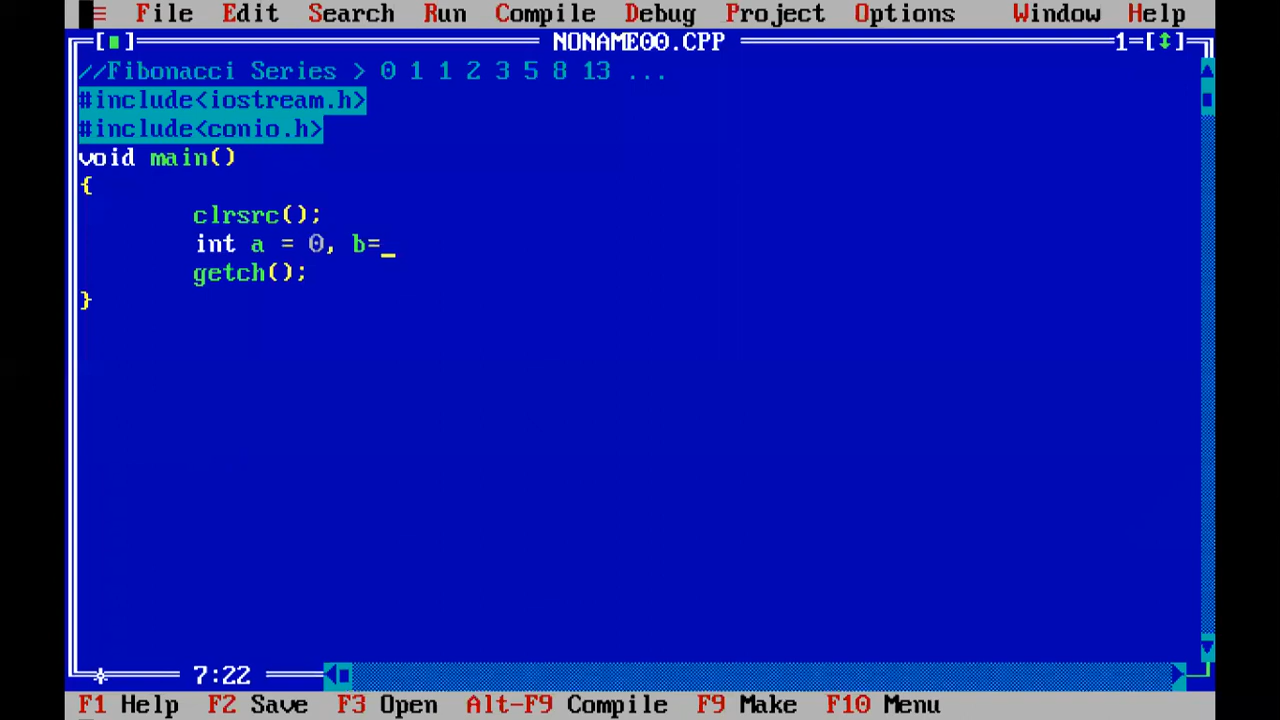 ≡ File Edit Search Run Compile Debug Project Options Window Help
[■] NONAME00.CPP 1=[↕]
//Fibonacci Series > 0 1 1 2 3 5 8 13 ...
#include<iostream.h>
#include<conio.h>
void main()
{
clrsrc();
int a = 0, b=_
getch();
}
7:22
F1 Help F2 Save F3 Open Alt-F9 Compile F9 Make F10 Menu